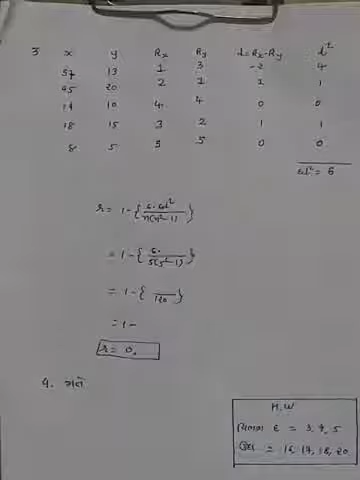 3 x y Rx Ry d=Rx-Ry d²
57 13 1 3 -2 4
45 20 2 1 1 1
14 10 4 4 0 0
18 15 3 2 1 1
8 5 5 5 0 0
Σd² = 6
r = 1-{6·Σd²/n(n²-1)}
= 1-{6·/5(5²-1)}
= 1-{ /120}
= 1-
r = 0.
4.
H.W
= 3, 4, 5
= 16, 17, 18, 20